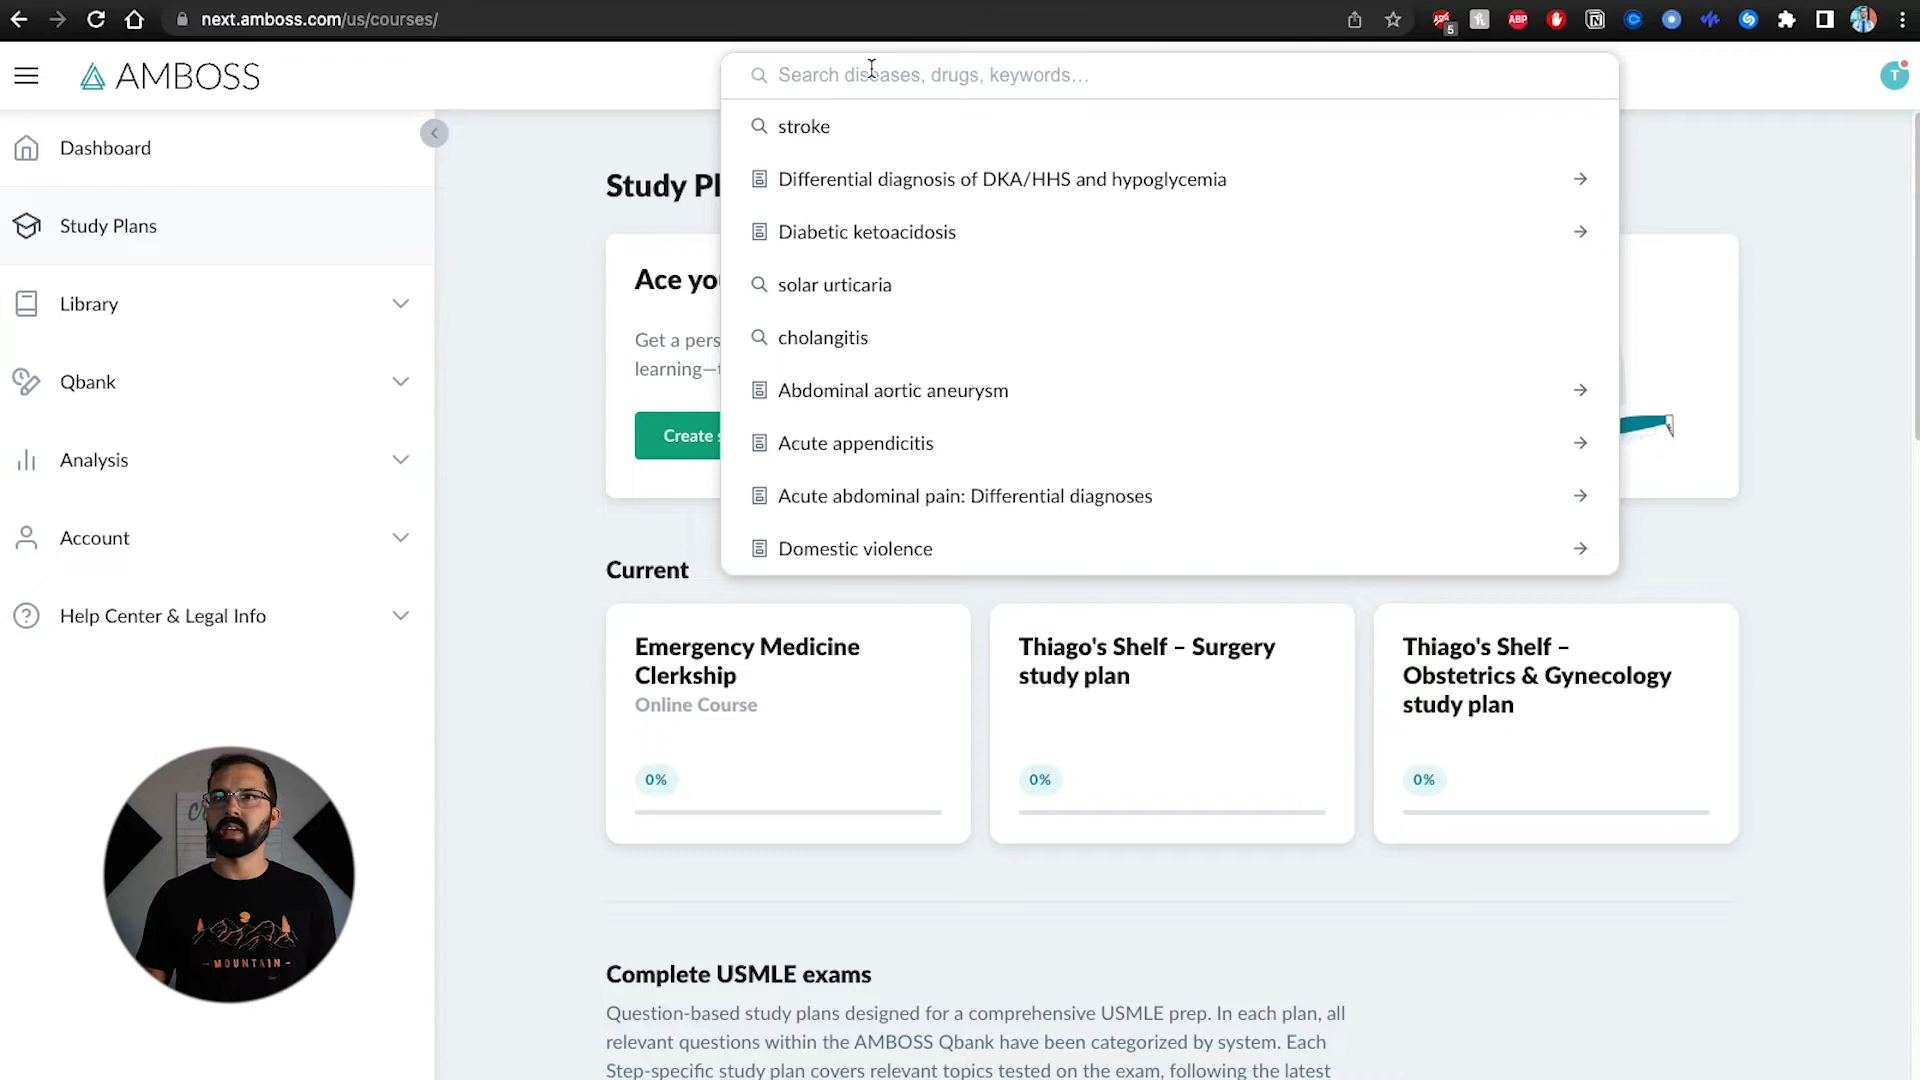 next.amboss.com/us/courses/
5
ABP
AMBOSS
Search diseases, drugs, keywords…
T
Dashboard
Study Plans
Library
Qbank
Analysis
Account
Help Center & Legal Info
stroke
Differential diagnosis of DKA/HHS and hypoglycemia
Diabetic ketoacidosis
solar urticaria
cholangitis
Abdominal aortic aneurysm
Acute appendicitis
Acute abdominal pain: Differential diagnoses
Domestic violence
Study Pl
Ace you
Get a pers
learning—
Create s
Current
Emergency Medicine
Clerkship
Online Course
0%
Thiago's Shelf – Surgery
study plan
0%
Thiago's Shelf –
Obstetrics & Gynecology
study plan
0%
MOUNTAIN
Complete USMLE exams
Question-based study plans designed for a comprehensive USMLE prep. In each plan, all
relevant questions within the AMBOSS Qbank have been categorized by system. Each
Step-specific study plan covers relevant topics tested on the exam, following the latest